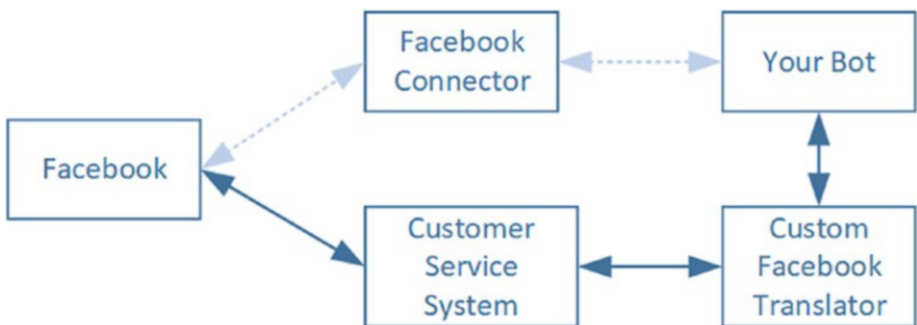 Facebook
Connector
Your Bot
Facebook
Customer
Service
System
Custom
Facebook
Translator